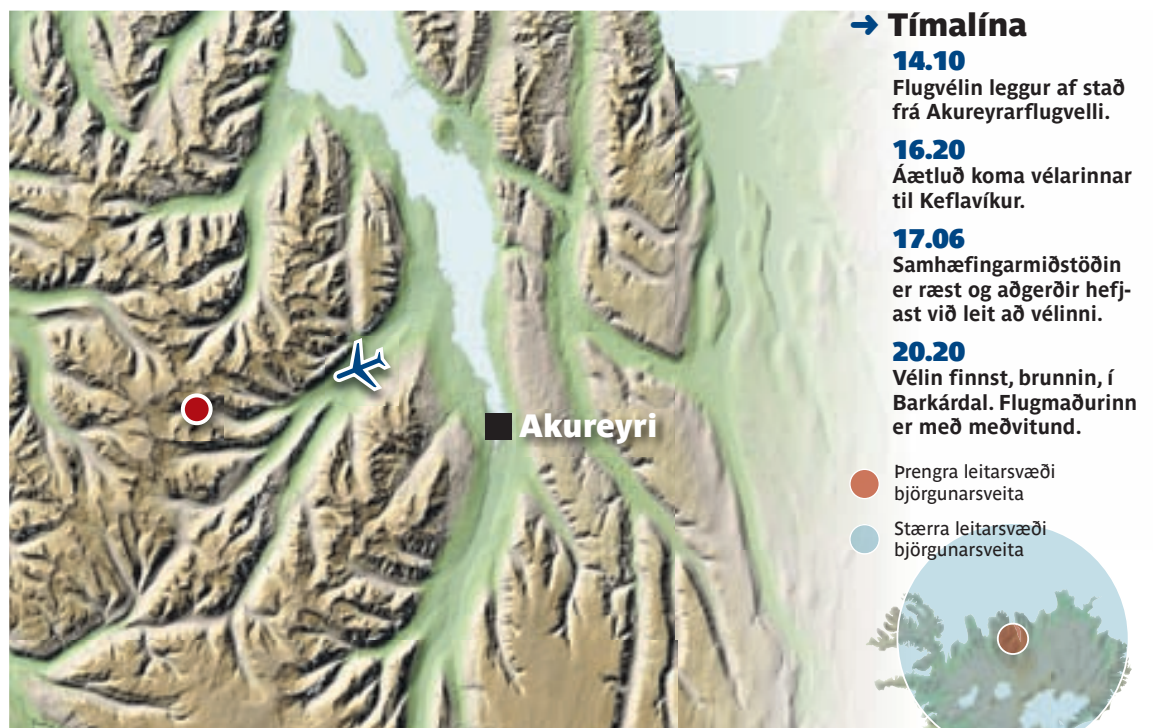 Tímalína
14.10
Flugvélin leggur af stað
frá Akureyrarflugvelli.
16.20
Áætluð koma vélarinnar
til Keflavíkur.
17.06
Samhæfingarmiðstöðin
er ræst og aðgerðir hefj-
ast við leit að vélinni.
20.20
Vélin finnst, brunnin, í
Barkárdal. Flugmaðurinn
er með meðvitund.
Þrengra leitarsvæði
björgunarsveita
Stærra leitarsvæði
björgunarsveita
Akureyri